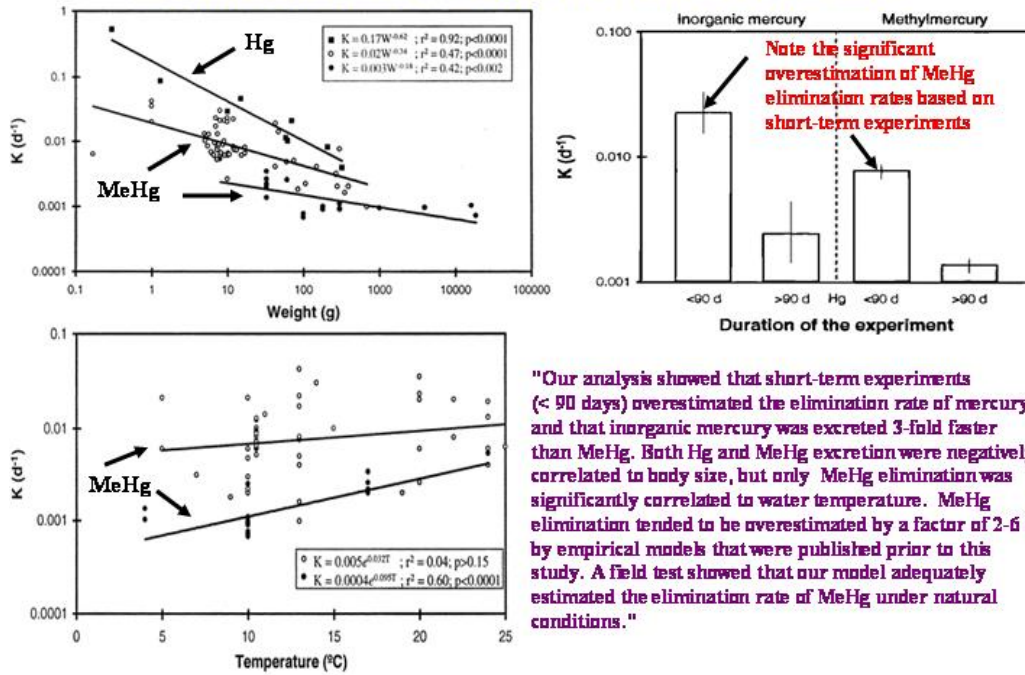 Hg
■ K = 0.17W-0.62 ; r² = 0.92; p<0.0001
○ K = 0.02W-0.34 ; r² = 0.47; p<0.0001
● K = 0.003W-0.18 ; r² = 0.42; p<0.002
MeHg
K (d-1)
1
0.1
0.01
0.001
0.0001
0.1
1
10
100
1000
10000
100000
Weight (g)
Inorganic mercury
Methylmercury
Note the significant
overestimation of MeHg
elimination rates based on
short-term experiments
K (d-1)
0.100
0.010
0.001
<90 d
>90 d
Hg
<90 d
>90 d
Duration of the experiment
K (d-1)
0.1
0.01
0.001
0.0001
MeHg
○ K = 0.005e0.032T ; r² = 0.04; p>0.15
● K = 0.0004e0.095T ; r² = 0.60; p<0.0001
0
5
10
15
20
25
Temperature (ºC)
"Our analysis showed that short-term experiments
(< 90 days) overestimated the elimination rate of mercury
and that inorganic mercury was excreted 3-fold faster
than MeHg. Both Hg and MeHg excretion were negativel
correlated to body size, but only MeHg elimination was
significantly correlated to water temperature. MeHg
elimination tended to be overestimated by a factor of 2-6
by empirical models that were published prior to this
study. A field test showed that our model adequately
estimated the elimination rate of MeHg under natural
conditions."